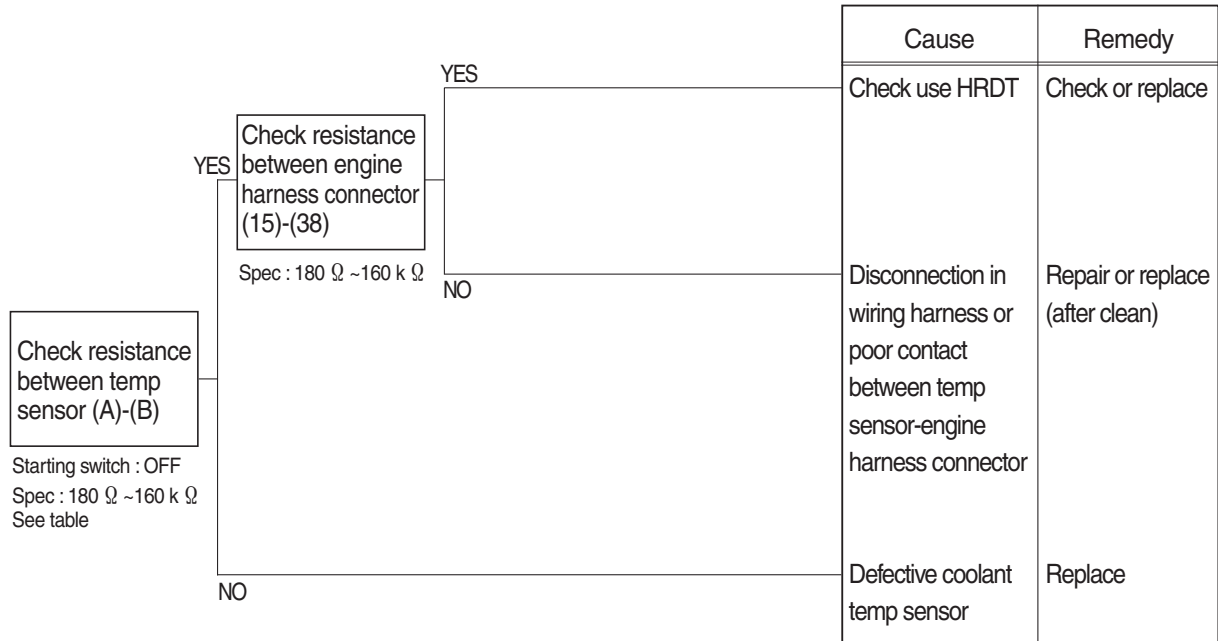 Check resistance
between temp
sensor (A)-(B)
Starting switch : OFF
Spec : 180 Ω ~160 k Ω
See table
YES
Check resistance
between engine
harness connector
(15)-(38)
Spec : 180 Ω ~160 k Ω
YES
NO
NO
Cause
Remedy
Check use HRDT
Check or replace
Disconnection in
wiring harness or
poor contact
between temp
sensor-engine
harness connector
Repair or replace
(after clean)
Defective coolant
temp sensor
Replace